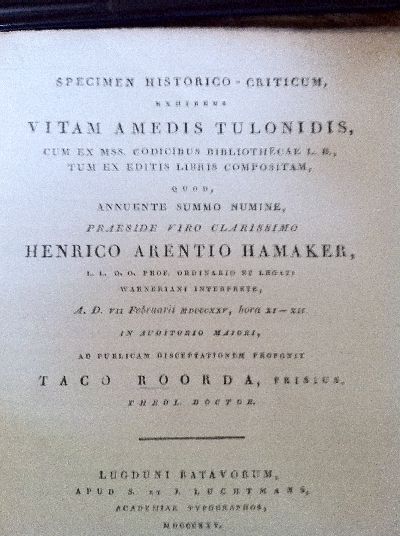 SPECIMEN HISTORICO-CRITICUM,
EXHIBENS
VITAM AMEDIS TULONIDIS,
CUM EX MSS. CODICIBUS BIBLIOTHECAE L. B.,
TUM EX EDITIS LIBRIS COMPOSITAM,
QUOD,
ANNUENTE SUMMO NUMINE,
PRAESIDE VIRO CLARISSIMO
HENRICO ARENTIO HAMAKER,
L. L. O. O. PROF. ORDINARIO ET LEGATI
WARNERIANI INTERPRETE,
A. D. VII Februarii MDCCCXXV, hora XI—XII
IN AUDITORIO MAIORI,
AD PUBLICAM DISCEPTATIONEM PROPONIT
TACO ROORDA, FRISIUS,
THEOL. DOCTOR.
LUGDUNI BATAVORUM,
APUD S. ET J. LUCHTMANS,
ACADEMIAE TYPOGRAPHOS,
MDCCCXXV.